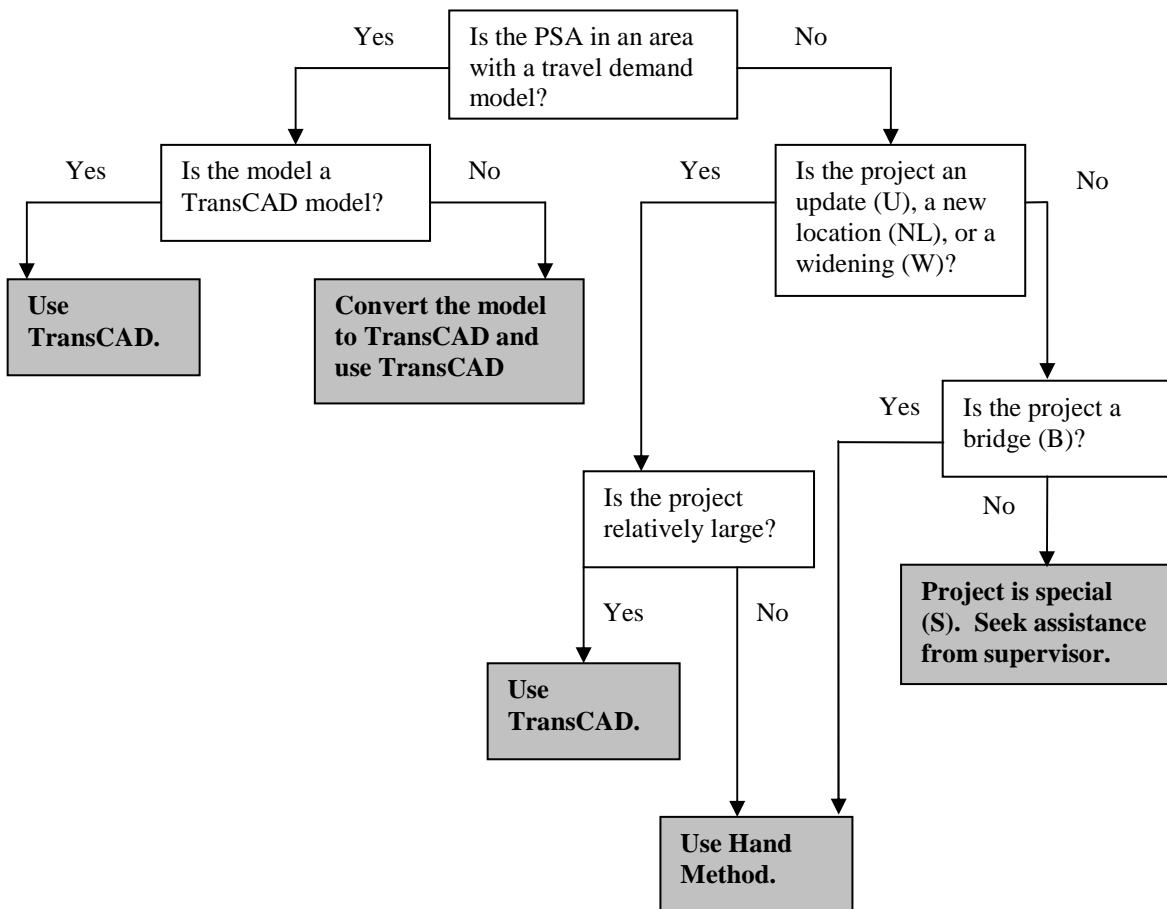 Yes
Is the PSA in an area
with a travel demand
model?
No
Yes
Is the model a
TransCAD model?
No
Yes
Is the project an
update (U), a new
location (NL), or a
widening (W)?
No
Use
TransCAD.
Convert the model
to TransCAD and
use TransCAD
Yes
Is the project a
bridge (B)?
Is the project
relatively large?
No
Yes
No
Project is special
(S).  Seek assistance
from supervisor.
Use
TransCAD.
Use Hand
Method.